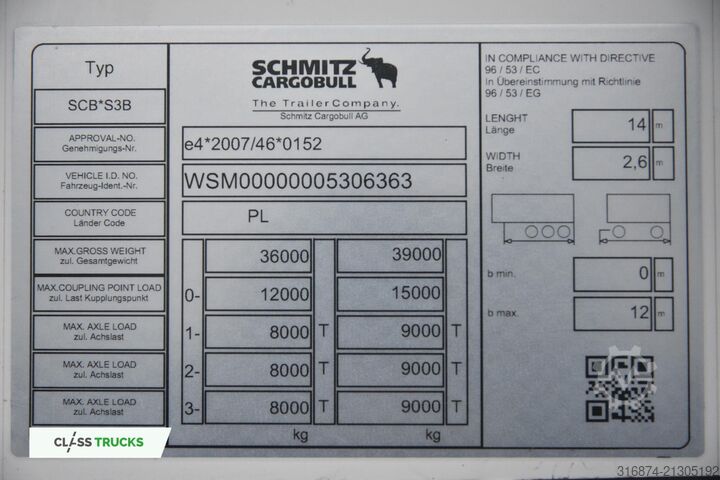 Typ
SCB*S3B
APPROVAL-NO.
Genehmigungs-Nr.
VEHICLE I.D. NO.
Fahrzeug-Ident.-Nr.
COUNTRY CODE
Länder Code
MAX.GROSS WEIGHT
zul. Gesamtgewicht
MAX.COUPLING POINT LOAD
zul. Last Kupplungspunkt
MAX. AXLE LOAD
zul. Achslast
MAX. AXLE LOAD
zul. Achslast
MAX. AXLE LOAD
zul. Achslast
SCHMITZ
CARGOBULL
The TrailerCompany.
Schmitz Cargobull AG
e4*2007/46*0152
WSM00000005306363
PL
36000 39000
0- 12000 15000
1- 8000 T 9000 T
2- 8000 T 9000 T
3- 8000 T 9000 T
kg kg
IN COMPLIANCE WITH DIRECTIVE
96 / 53 / EC
in Übereinstimmung mit Richtlinie
96 / 53 / EG
LENGHT
Länge
14 m
WIDTH
Breite
2,6 m
b min. 0 m
b max. 12 m
CLASSTRUCKS
316874-21305192